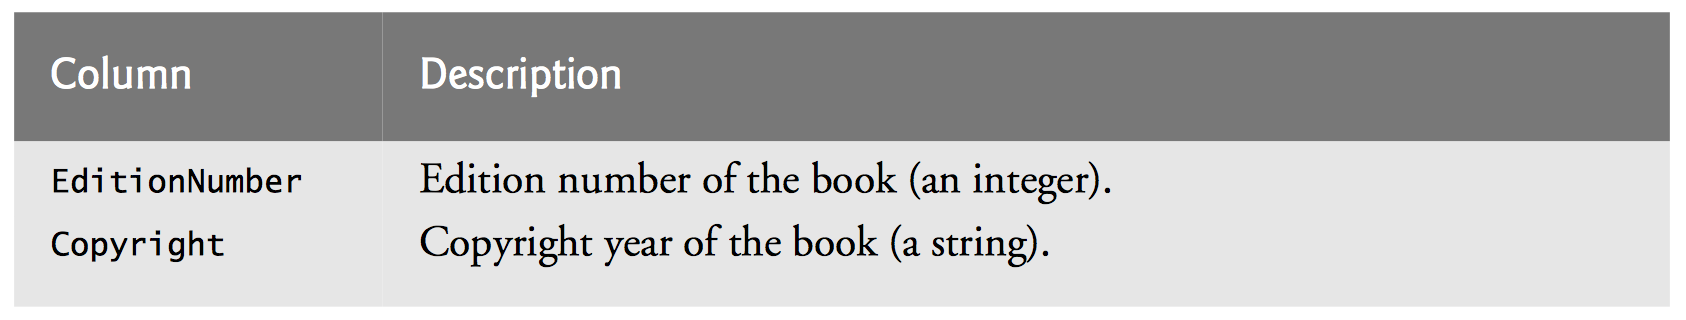 Column Description
EditionNumber Edition number of the book (an integer).
Copyright Copyright year of the book (a string).